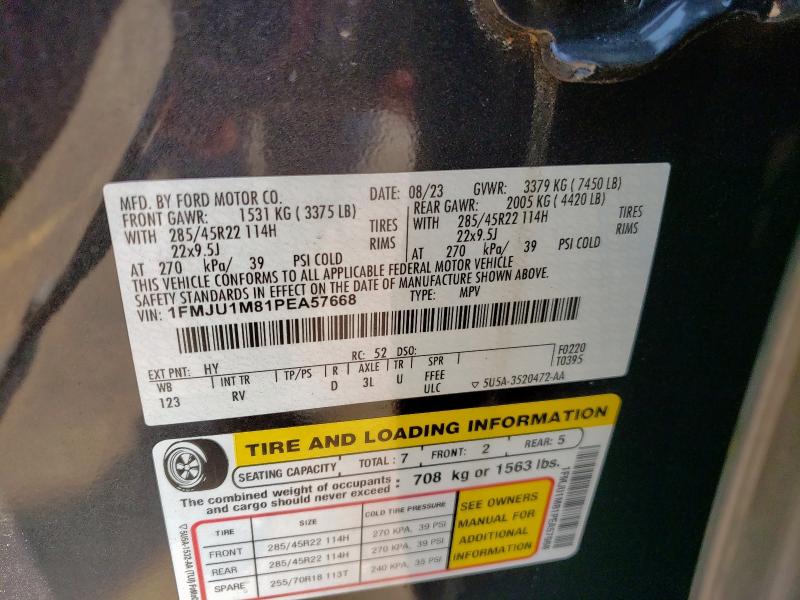 MFD. BY FORD MOTOR CO. DATE: 08/23 GVWR: 3379 KG ( 7450 LB)
FRONT GAWR: 1531 KG ( 3375 LB) REAR GAWR: 2005 KG ( 4420 LB)
WITH 285/45R22 114H TIRES WITH 285/45R22 114H TIRES
22x9.5J RIMS 22x9.5J RIMS
AT 270 kPa/ 39 PSI COLD AT 270 kPa/ 39 PSI COLD
THIS VEHICLE CONFORMS TO ALL APPLICABLE FEDERAL MOTOR VEHICLE
SAFETY STANDARDS IN EFFECT ON THE DATE OF MANUFACTURE SHOWN ABOVE.
VIN: 1FMJU1M81PEA57668 TYPE: MPV
F0220
T0395
EXT PNT: HY RC: 52 DSO:
WB INT TR TP/PS R AXLE TR SPR
123 RV D 3L U FFEE
ULC ▽ 5U5A-3520472-AA
TIRE AND LOADING INFORMATION
SEATING CAPACITY TOTAL : 7 FRONT: 2 REAR: 5
The combined weight of occupants and cargo should never exceed : 708 kg or 1563 lbs.
TIRE SIZE COLD TIRE PRESSURE
FRONT 285/45R22 114H 270 KPA, 39 PSI
REAR 285/45R22 114H 270 KPA, 39 PSI
SPARE 255/70R18 113T 240 KPA, 35 PSI
SEE OWNERS
MANUAL FOR
ADDITIONAL
INFORMATION
1FMJU1M81PEA57668